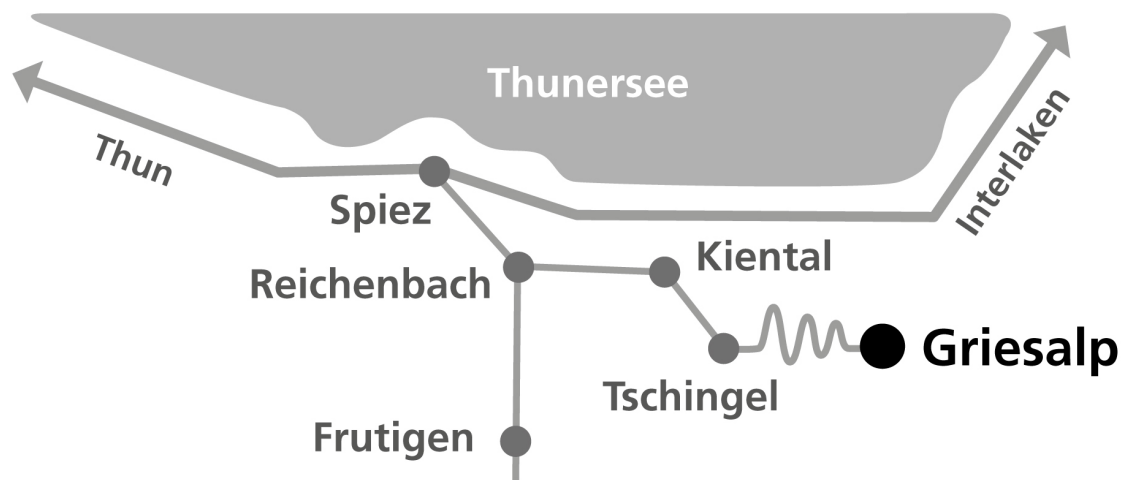 Thunersee
Thun
Interlaken
Spiez
Kiental
Reichenbach
Griesalp
Tschingel
Frutigen